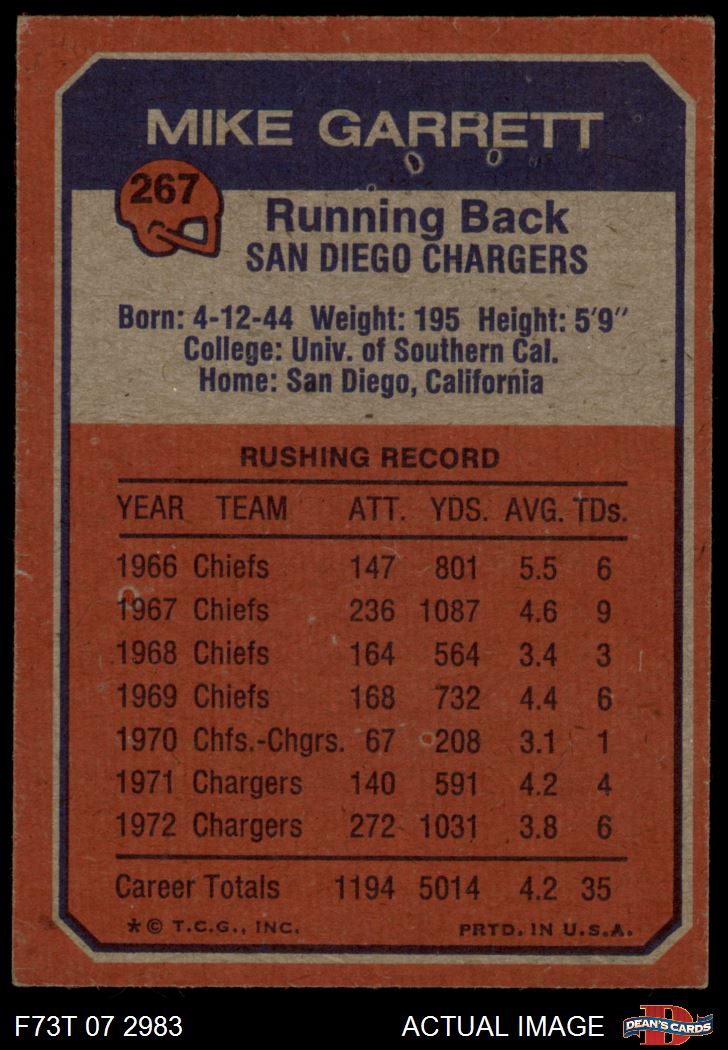 MIKE GARRETT
267
Running Back
SAN DIEGO CHARGERS
Born: 4-12-44 Weight: 195 Height: 5'9"
College: Univ. of Southern Cal.
Home: San Diego, California
RUSHING RECORD
YEAR TEAM ATT. YDS. AVG. TDs.
1966 Chiefs 147 801 5.5 6
1967 Chiefs 236 1087 4.6 9
1968 Chiefs 164 564 3.4 3
1969 Chiefs 168 732 4.4 6
1970 Chfs.-Chgrs. 67 208 3.1 1
1971 Chargers 140 591 4.2 4
1972 Chargers 272 1031 3.8 6
Career Totals 1194 5014 4.2 35
*© T.C.G., INC. PRTD. IN U.S.A.
F73T 07 2983 ACTUAL IMAGE D DEAN'S CARDS